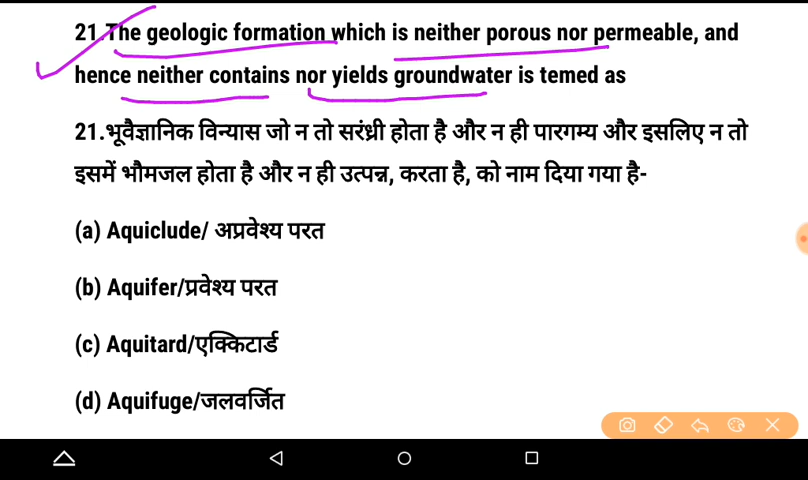 21.The geologic formation which is neither porous nor permeable, and
hence neither contains nor yields groundwater is temed as
21.भूवैज्ञानिक विन्यास जो न तो सरंध्री होता है और न ही पारगम्य और इसलिए न तो
इसमें भौमजल होता है और न ही उत्पन्न, करता है, को नाम दिया गया है-
(a) Aquiclude/ अप्रवेश्य परत
(b) Aquifer/प्रवेश्य परत
(c) Aquitard/एक्किटार्ड
(d) Aquifuge/जलवर्जित